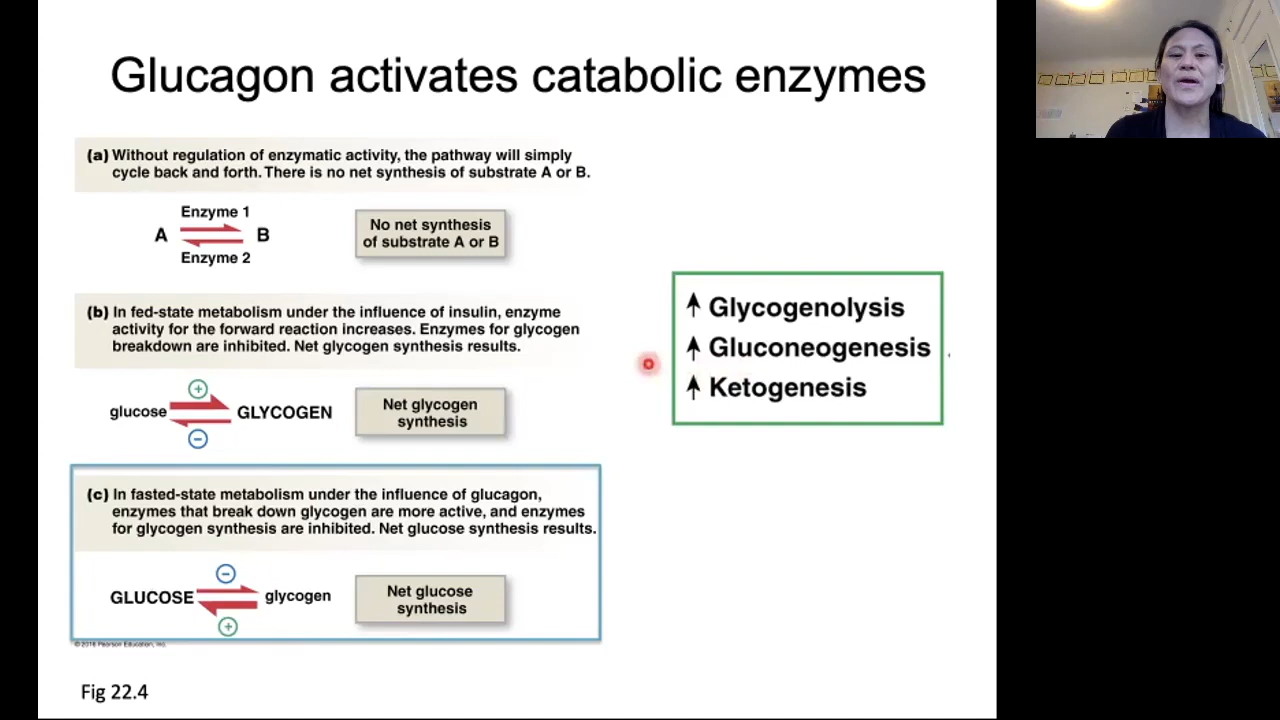 Glucagon activates catabolic enzymes
(a) Without regulation of enzymatic activity, the pathway will simply
cycle back and forth. There is no net synthesis of substrate A or B.
Enzyme 1
A B
Enzyme 2
No net synthesis
of substrate A or B
(b) In fed-state metabolism under the influence of insulin, enzyme
activity for the forward reaction increases. Enzymes for glycogen
breakdown are inhibited. Net glycogen synthesis results.
+
glucose GLYCOGEN
−
Net glycogen
synthesis
(c) In fasted-state metabolism under the influence of glucagon,
enzymes that break down glycogen are more active, and enzymes
for glycogen synthesis are inhibited. Net glucose synthesis results.
−
GLUCOSE glycogen
+
Net glucose
synthesis
© 2016 Pearson Education, Inc.
Fig 22.4
Glycogenolysis
Gluconeogenesis
Ketogenesis